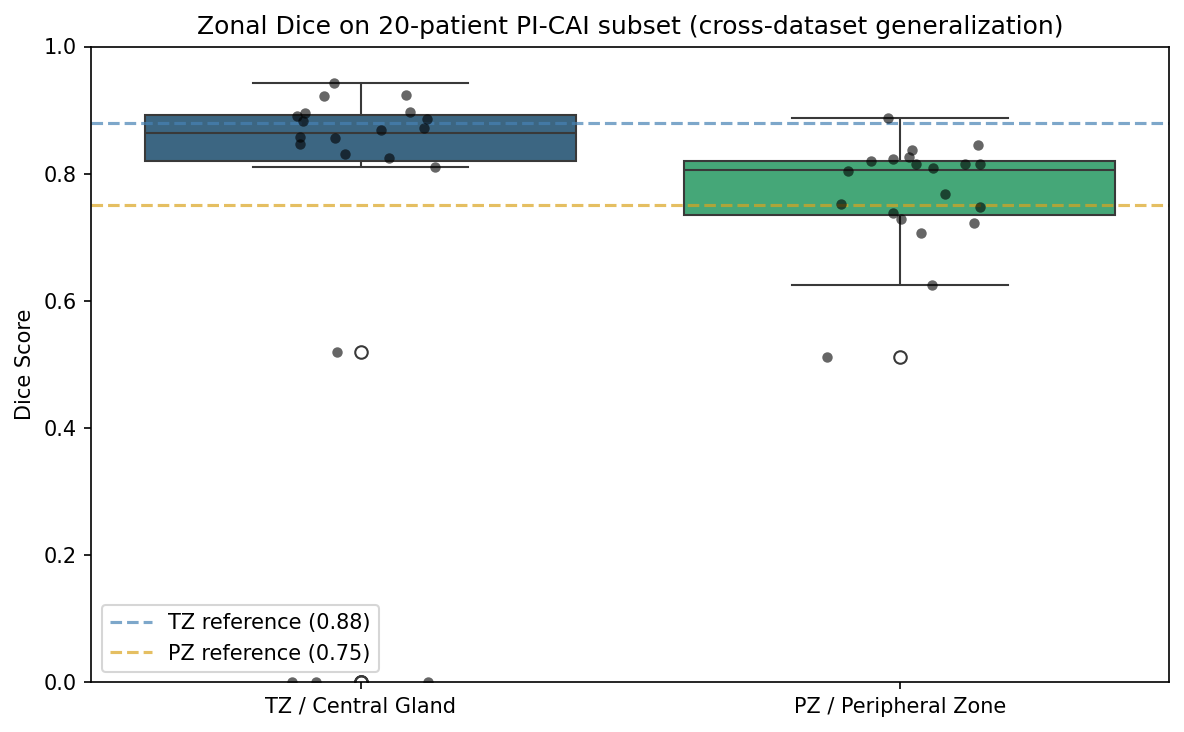 Zonal Dice on 20-patient PI-CAI subset (cross-dataset generalization)
1.0
0.8
0.6
0.4
0.2
0.0
Dice Score
TZ reference (0.88)
PZ reference (0.75)
TZ / Central Gland
PZ / Peripheral Zone